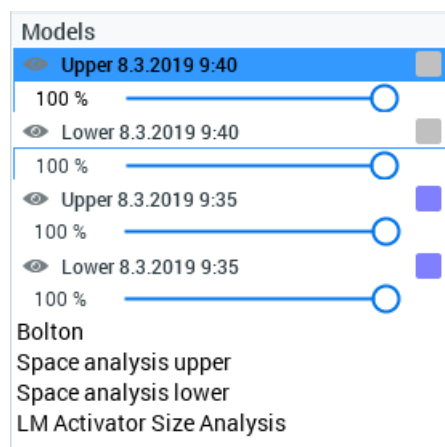 Models
Upper 8.3.2019 9:40
100 %
Lower 8.3.2019 9:40
100 %
Upper 8.3.2019 9:35
100 %
Lower 8.3.2019 9:35
100 %
Bolton
Space analysis upper
Space analysis lower
LM Activator Size Analysis